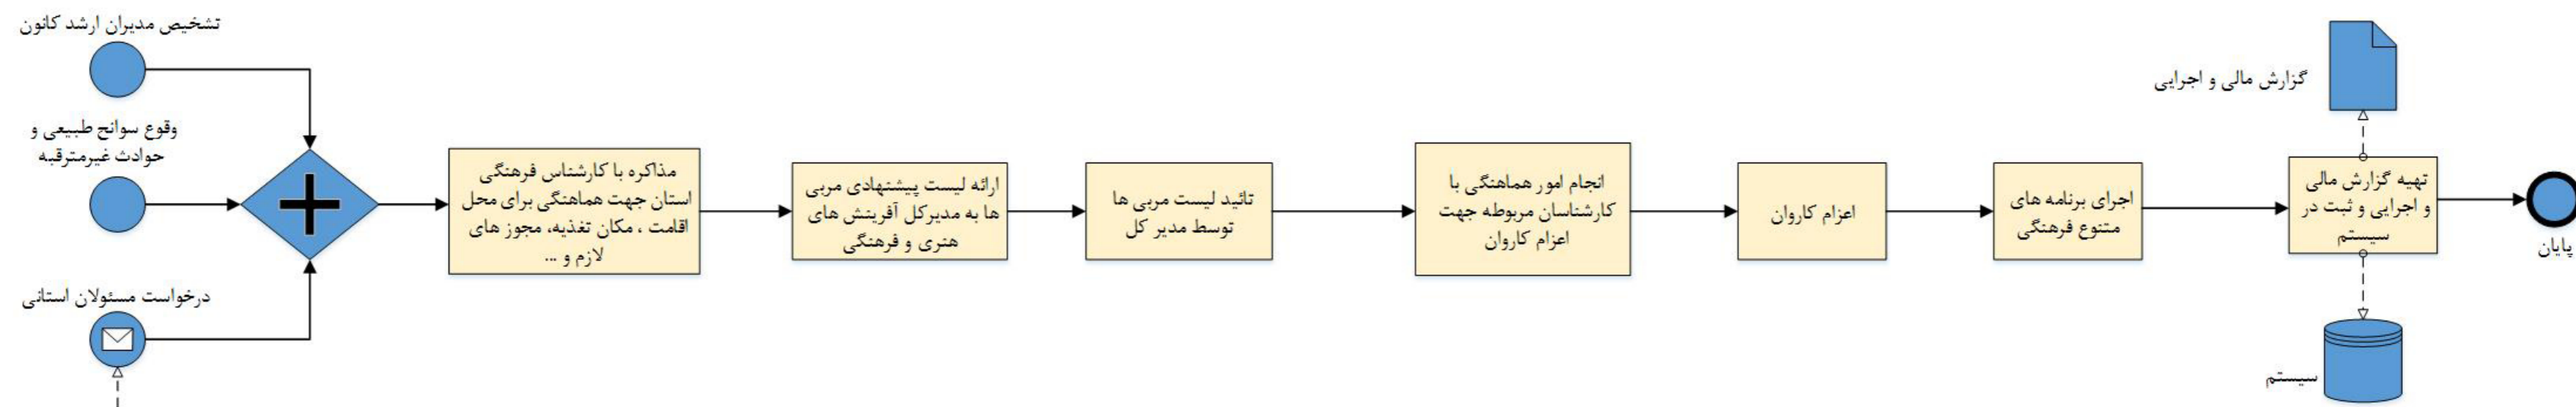 تشخیص مدیران ارشد کانون
وقوع سوانح طبیعی و
حوادث غیرمترقبه
درخواست مسئولان استانی
مذاکره با کارشناس فرهنگی
استان جهت هماهنگی برای محل
اقامت ، مکان تغذیه، مجوز های
لازم و ...
ارائه لیست پیشنهادی مربی
ها به مدیرکل آفرینش های
هنری و فرهنگی
تائید لیست مربی ها
توسط مدیر کل
انجام امور هماهنگی با
کارشناسان مربوطه جهت
اعزام کاروان
اعزام کاروان
اجرای برنامه های
متنوع فرهنگی
گزارش مالی و اجرایی
تهیه گزارش مالی
و اجرایی و ثبت در
سیستم
سیستم
پایان